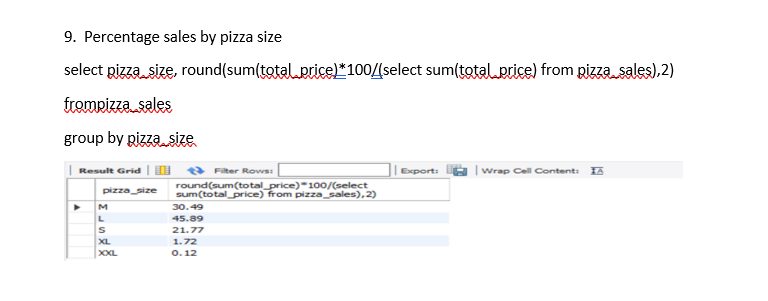 9. Percentage sales by pizza size
select pizza_size, round(sum(total_price)*100/(select sum(total_price) from pizza_sales),2)
frompizza_sales
group by pizza_size
Result Grid Filter Rows: Export: Wrap Cell Content: IA
pizza_size round(sum(total_price)*100/(select
sum(total_price) from pizza_sales),2)
M 30.49
L 45.89
S 21.77
XL 1.72
XXL 0.12